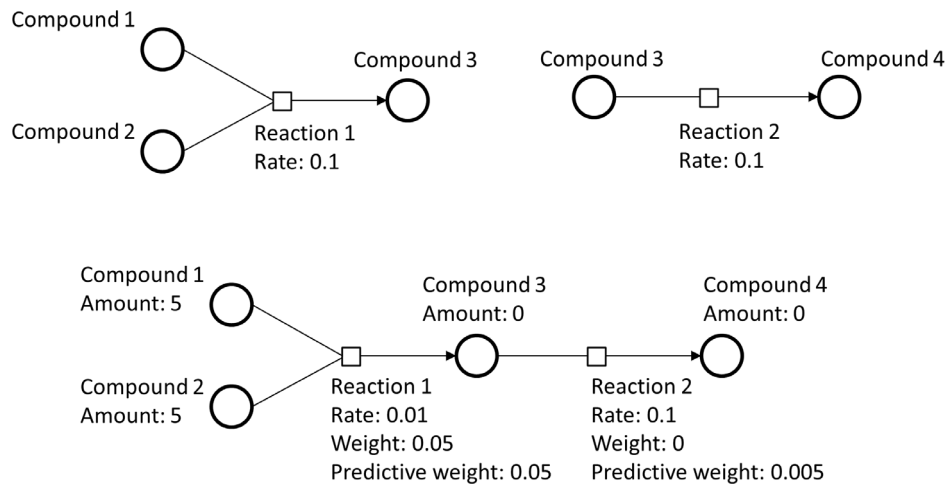 Compound 1
Compound 3
Compound 2
Reaction 1
Rate: 0.1
Compound 3
Compound 4
Reaction 2
Rate: 0.1
Compound 1
Amount: 5
Compound 2
Amount: 5
Compound 3
Amount: 0
Compound 4
Amount: 0
Reaction 1
Rate: 0.01
Weight: 0.05
Predictive weight: 0.05
Reaction 2
Rate: 0.1
Weight: 0
Predictive weight: 0.005